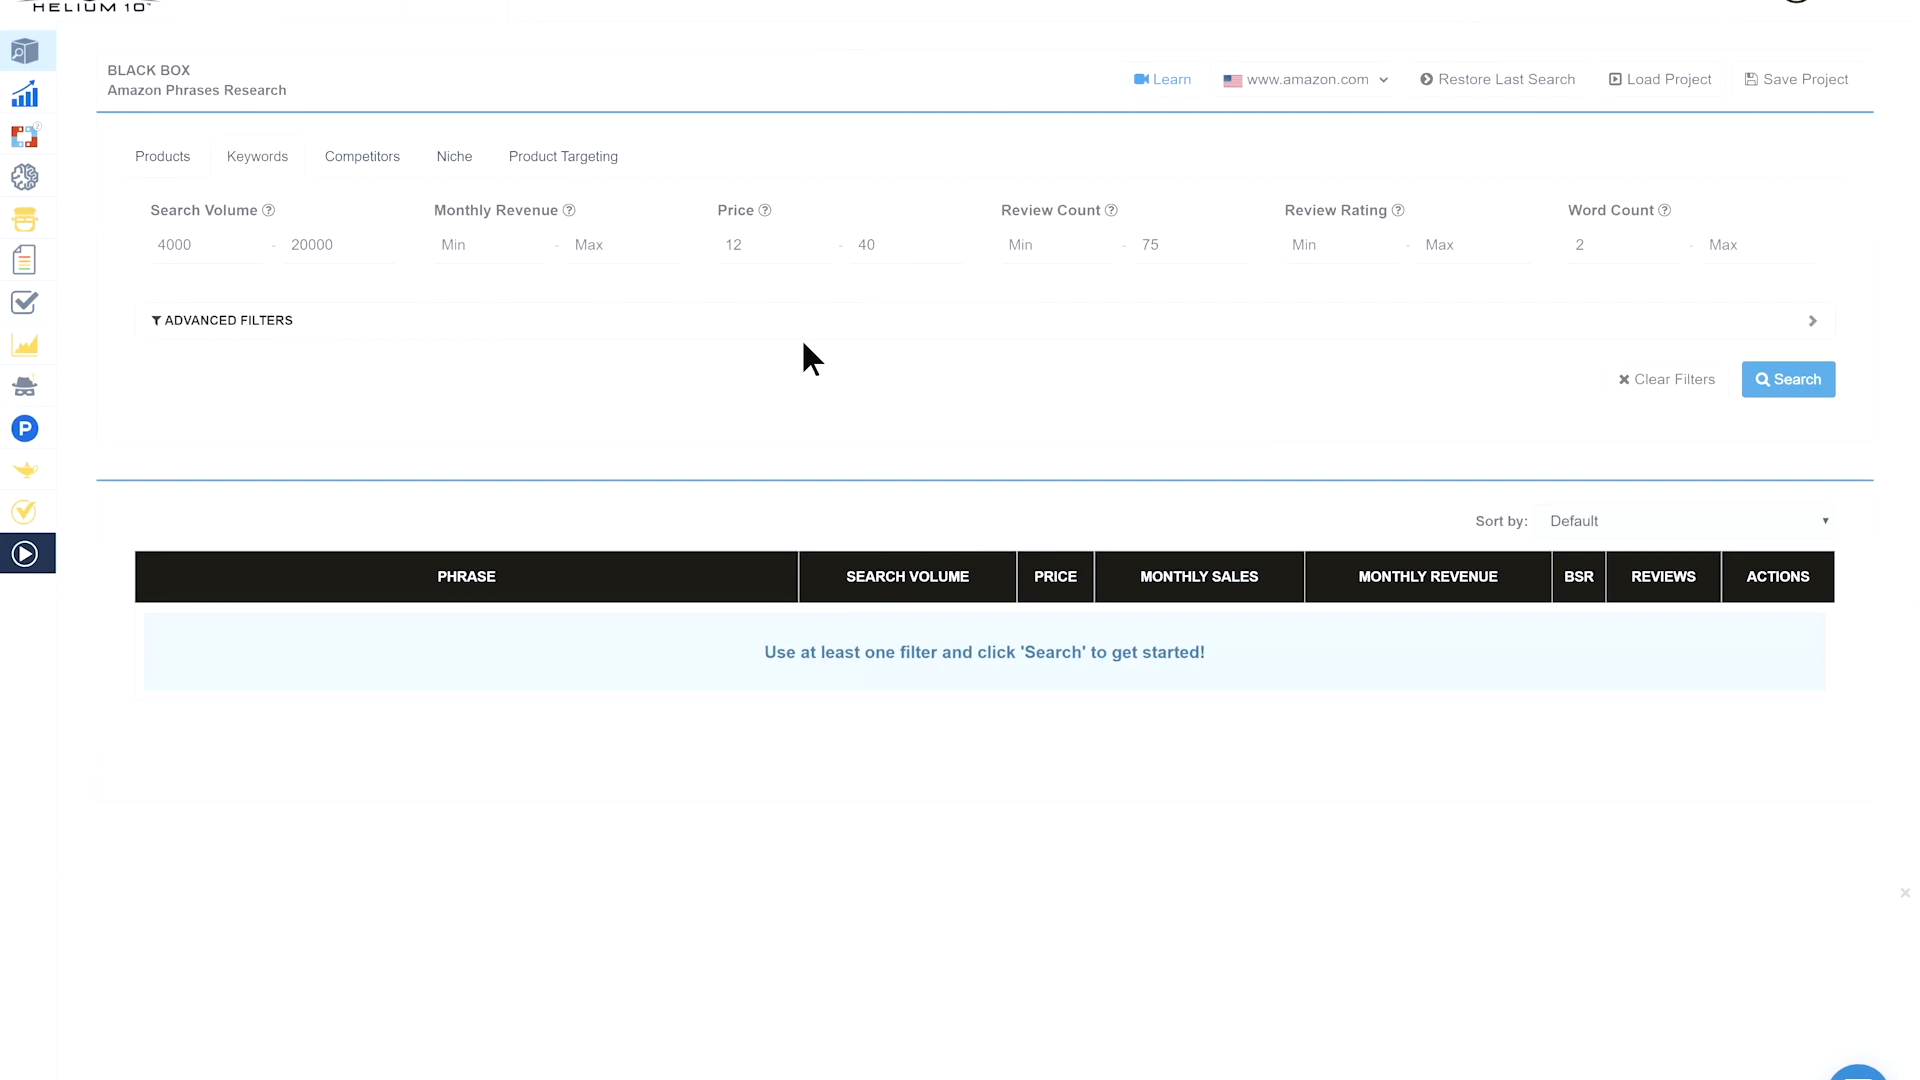 HELIUM 10™
BLACK BOX
Amazon Phrases Research
Learn
www.amazon.com
Restore Last Search
Load Project
Save Project
Products Keywords Competitors Niche Product Targeting
Search Volume Monthly Revenue Price Review Count Review Rating Word Count
4000 - 20000 Min - Max 12 - 40 Min - 75 Min - Max 2 - Max
ADVANCED FILTERS
Clear Filters
Search
Sort by: Default
PHRASE SEARCH VOLUME PRICE MONTHLY SALES MONTHLY REVENUE BSR REVIEWS ACTIONS
Use at least one filter and click 'Search' to get started!